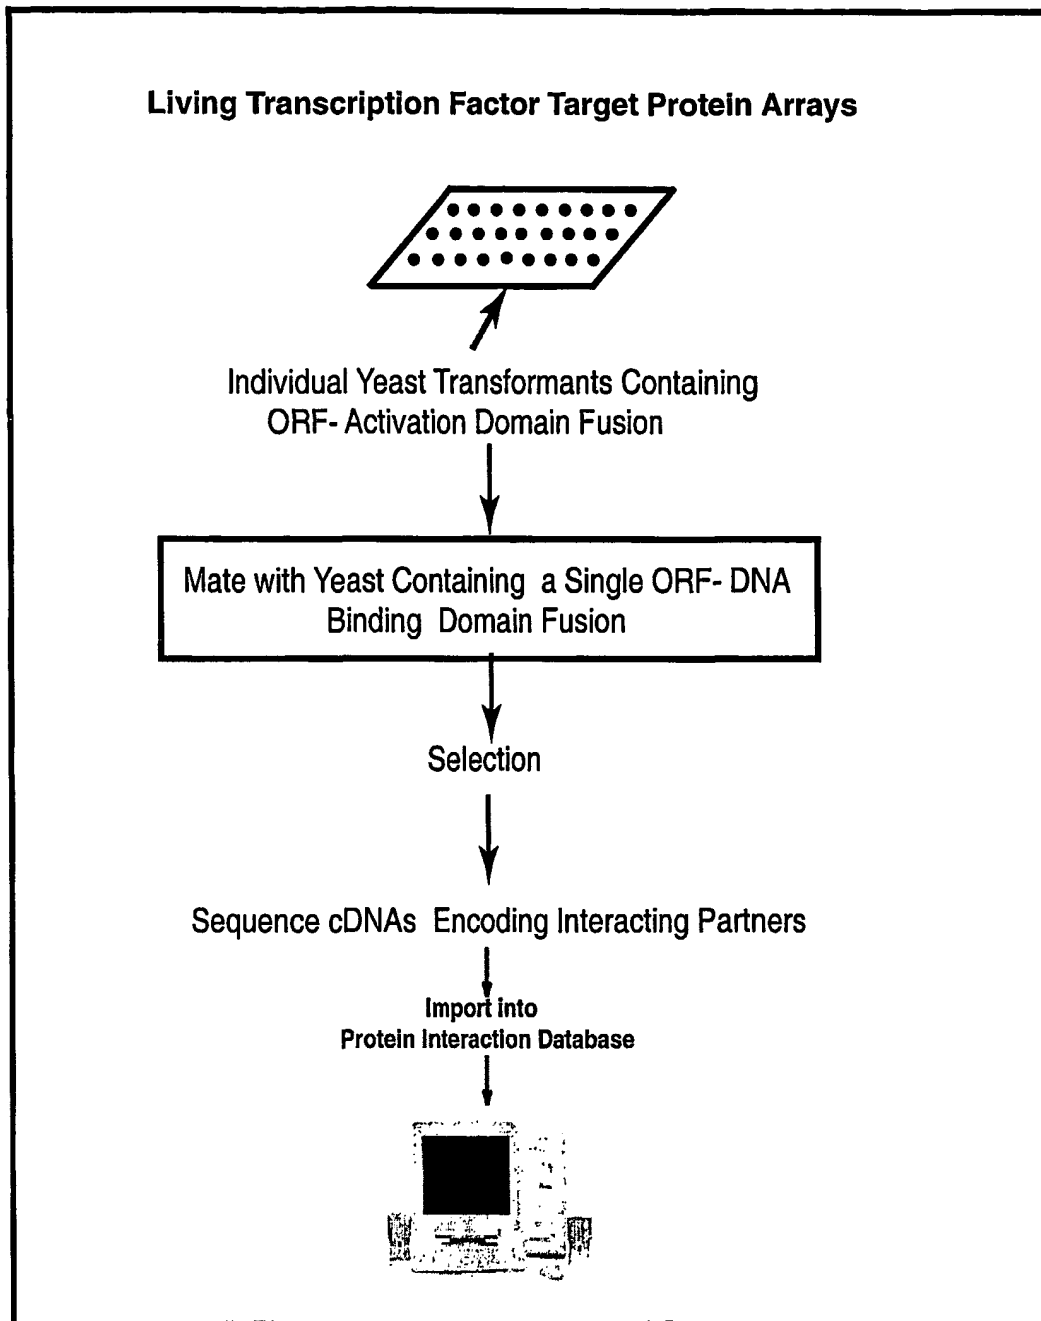 Living Transcription Factor Target Protein Arrays
Individual Yeast Transformants Containing
ORF- Activation Domain Fusion
Mate with Yeast Containing a Single ORF- DNA
Binding Domain Fusion
Selection
Sequence cDNAs Encoding Interacting Partners
Import into
Protein Interaction Database